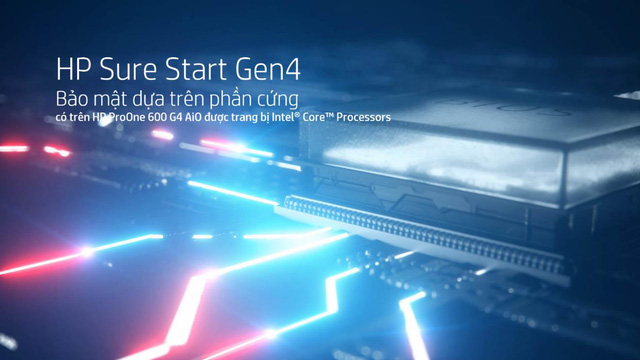 HP Sure Start Gen4
Bảo mật dựa trên phần cứng
có trên HP ProOne 600 G4 AiO được trang bị Intel® Core™ Processors
BIOS